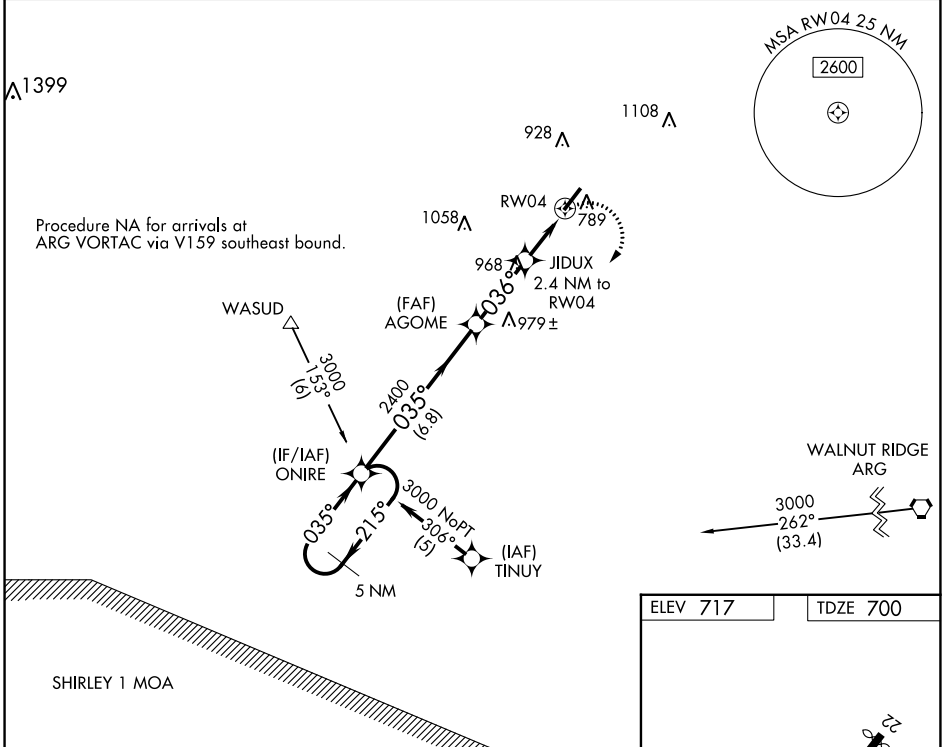 MSA RW04 25 NM
2600
1399
1108
928
RW04
789
1058
Procedure NA for arrivals at
ARG VORTAC via V159 southeast bound.
968
JIDUX
2.4 NM to
RW04
036°
(FAF)
AGOME
979 ±
WASUD
3000
153°
(6)
2400
035°
(6.8)
(IF/IAF)
ONIRE
035°
215°
3000 NoPT
306°
(5)
(IAF)
TINUY
5 NM
WALNUT RIDGE
ARG
3000
262°
(33.4)
ELEV 717
TDZE 700
SHIRLEY 1 MOA
22